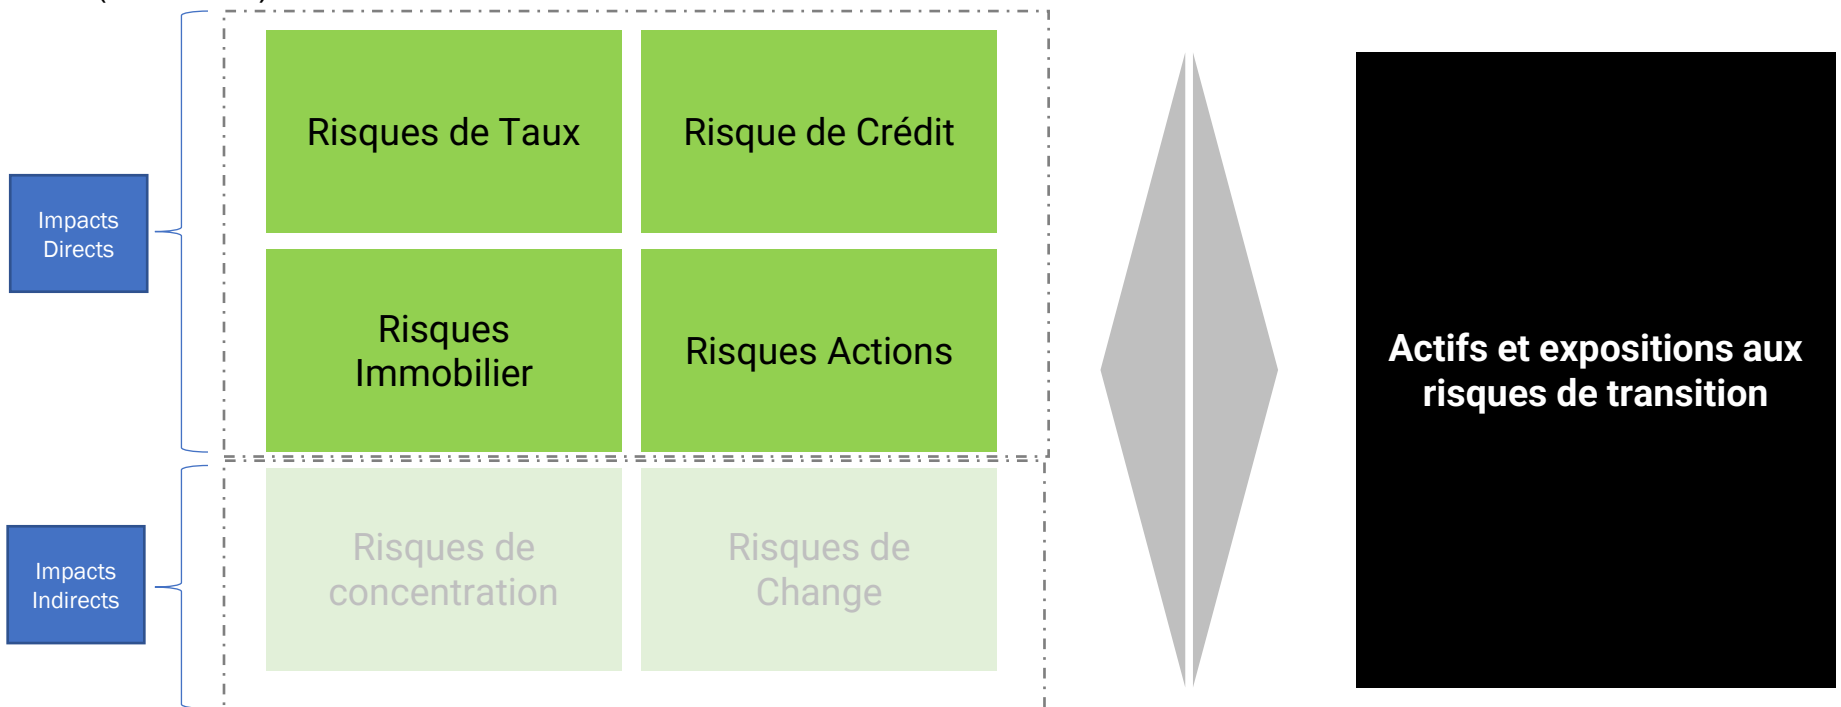 Impacts
Directs
Risques de Taux
Risque de Crédit
Risques
Immobilier
Risques Actions
Impacts
Indirects
Risques de
concentration
Risques de
Change
Actifs et expositions aux
risques de transition